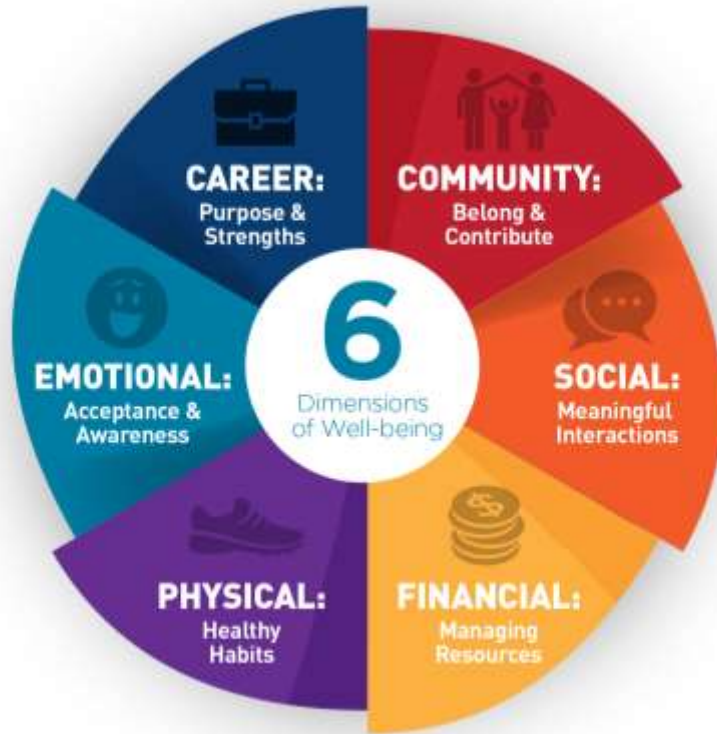 CAREER:
Purpose &
Strengths
COMMUNITY:
Belong &
Contribute
EMOTIONAL:
Acceptance &
Awareness
6
Dimensions
of Well-being
SOCIAL:
Meaningful
Interactions
PHYSICAL:
Healthy
Habits
FINANCIAL:
Managing
Resources
$